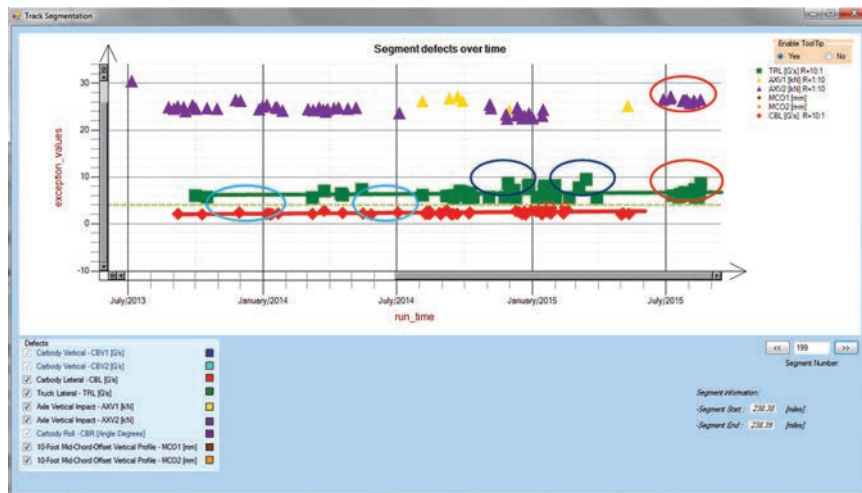 Track Segmentation
Segment defects over time
Enable ToolTip
Yes No
TRL [G's] R=10:1
AXV1 [kN] R=1:10
AXV2 [kN] R=1:10
MCO1 [mm]
MCO2 [mm]
CBL [G's] R=10:1
exception_values
30
20
10
0
-10
July/2013 January/2014 July/2014 January/2015 July/2015
run_time
Defects
Carbody Vertical - CBV1 [G's]
Carbody Vertical - CBV2 [G's]
Carbody Lateral - CBL [G's]
Truck Lateral - TRL [G's]
Axle Vertical Impact - AXV1 [kN]
Axle Vertical Impact - AXV2 [kN]
Carbody Roll - CBR [Angle Degrees]
10-Foot Mid-Chord-Offset Vertical Profile - MCO1 [mm]
10-Foot Mid-Chord-Offset Vertical Profile - MCO2 [mm]
<< 199 >>
Segment Number
Segment information:
-Segment Start : 238.38 [miles]
-Segment End : 238.39 [miles]